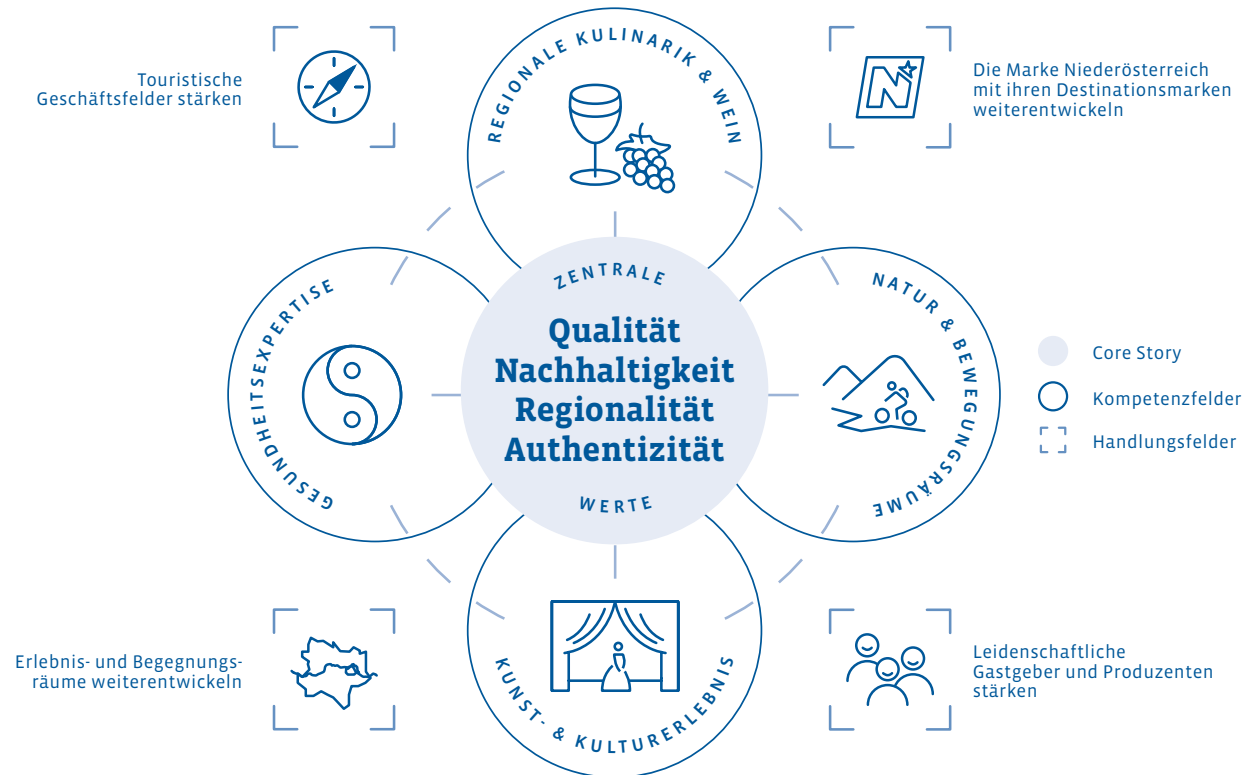 REGIONALE KULINARIK & WEIN
Touristische
Geschäftsfelder stärken
N
Die Marke Niederösterreich
mit ihren Destinationsmarken
weiterentwickeln
GESUNDHEITSEXPERTISE
ZENTRALE
Qualität
Nachhaltigkeit
Regionalität
Authentizität
WERTE
NATUR & BEWEGUNGSRÄUME
Core Story
Kompetenzfelder
Handlungsfelder
Erlebnis- und Begegnungs-
räume weiterentwickeln
KUNST- & KULTURERLEBNIS
Leidenschaftliche
Gastgeber und Produzenten
stärken